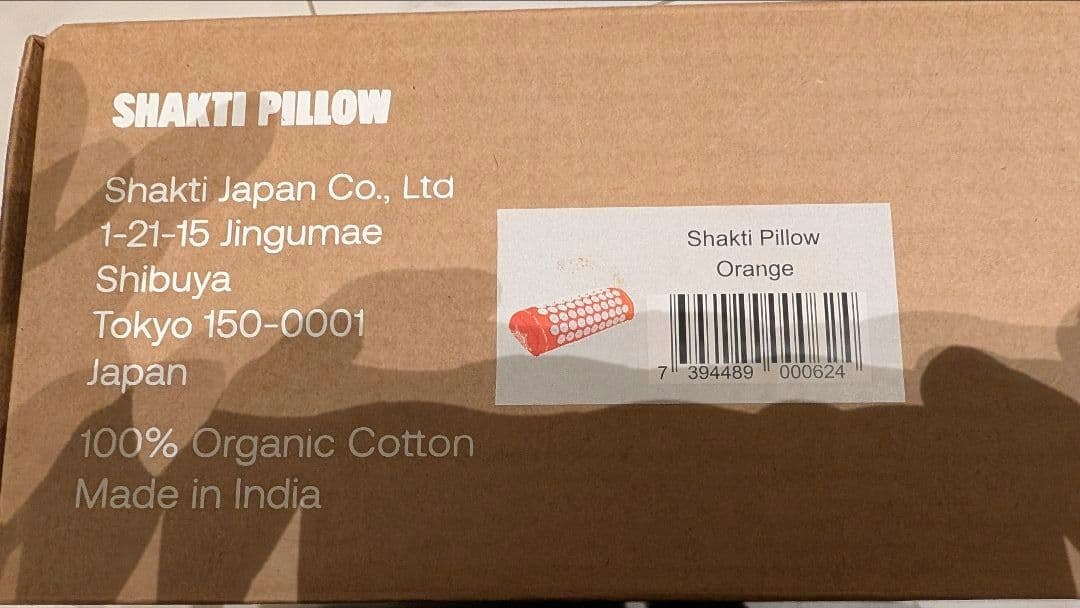 SHAKTI PILLOW
Shakti Japan Co., Ltd
1-21-15 Jingumae
Shibuya
Tokyo 150-0001
Japan
100% Organic Cotton
Made in India
Shakti Pillow
Orange
7 394489 000624